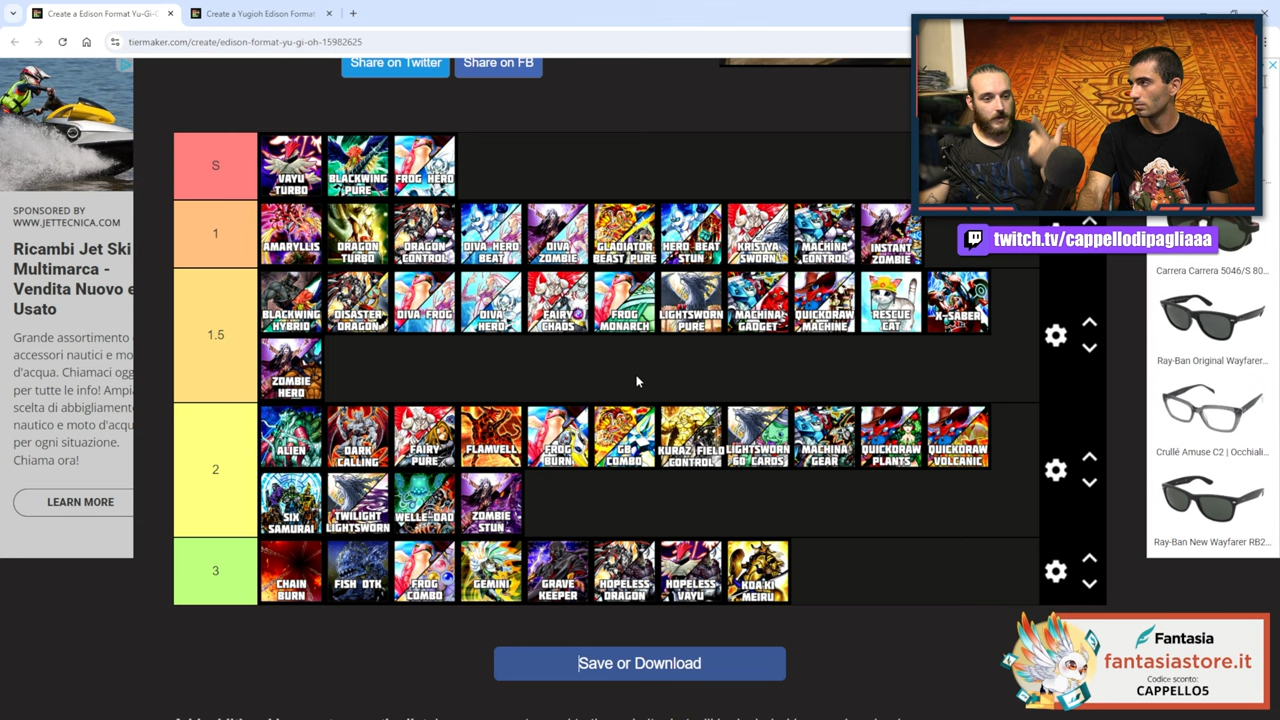 Create a Edison Format Yu-Gi-O
Create a Yugioh Edison Format
tiermaker.com/create/edison-format-yu-gi-oh-15982625
Share on Twitter
Share on FB
SPONSORED BY
WWW.JETTECNICA.COM
Ricambi Jet Ski
Multimarca -
Vendita Nuovo e
Usato
Grande assortimento
accessori nautici e mo
d'acqua. Chiamaci ogg
per tutte le info! Ampi
scelta di abbigliament
nautico e moto d'acqu
per ogni situazione.
Chiama ora!
LEARN MORE
S
VAYU TURBO
BLACKWING PURE
FROG HERO
1
AMARYLLIS
DRAGON TURBO
DRAGON CONTROL
DIVA HERO BEAT
DIVA ZOMBIE
GLADIATOR BEAST PURE
HERO BEAT STUN
KRISTYA SWORN
MACHINA CONTROL
INSTANT ZOMBIE
1.5
BLACKWING HYBRID
DISASTER DRAGON
DIVA FROG
DIVA HERO
FAIRY CHAOS
FROG MONARCH
LIGHTSWORN PURE
MACHINA GADGET
QUICKDRAW MACHINE
RESCUE CAT
X-SABER
ZOMBIE HERO
2
ALIEN
DARK CALLING
FAIRY PURE
FLAMVELL
FROG BURN
GB COMBO
KURAZ FIELD CONTROL
LIGHTSWORN 60 CARDS
MACHINA GEAR
QUICKDRAW PLANTS
QUICKDRAW VOLCANIC
SIX SAMURAI
TWILIGHT LIGHTSWORN
WELLE-DAD
ZOMBIE STUN
3
CHAIN BURN
FISH OTK
FROG COMBO
GEMINI
GRAVE KEEPER
HOPELESS DRAGON
HOPELESS VAYU
KOA KI MEIRU
Save or Download
twitch.tv/cappellodipagliaaa
Carrera Carrera 5046/S 80...
Ray-Ban Original Wayfarer...
Crullé Amuse C2 | Occhiali...
Ray-Ban New Wayfarer RB2...
Fantasia
fantasiastore.it
Codice sconto:
CAPPELLO5